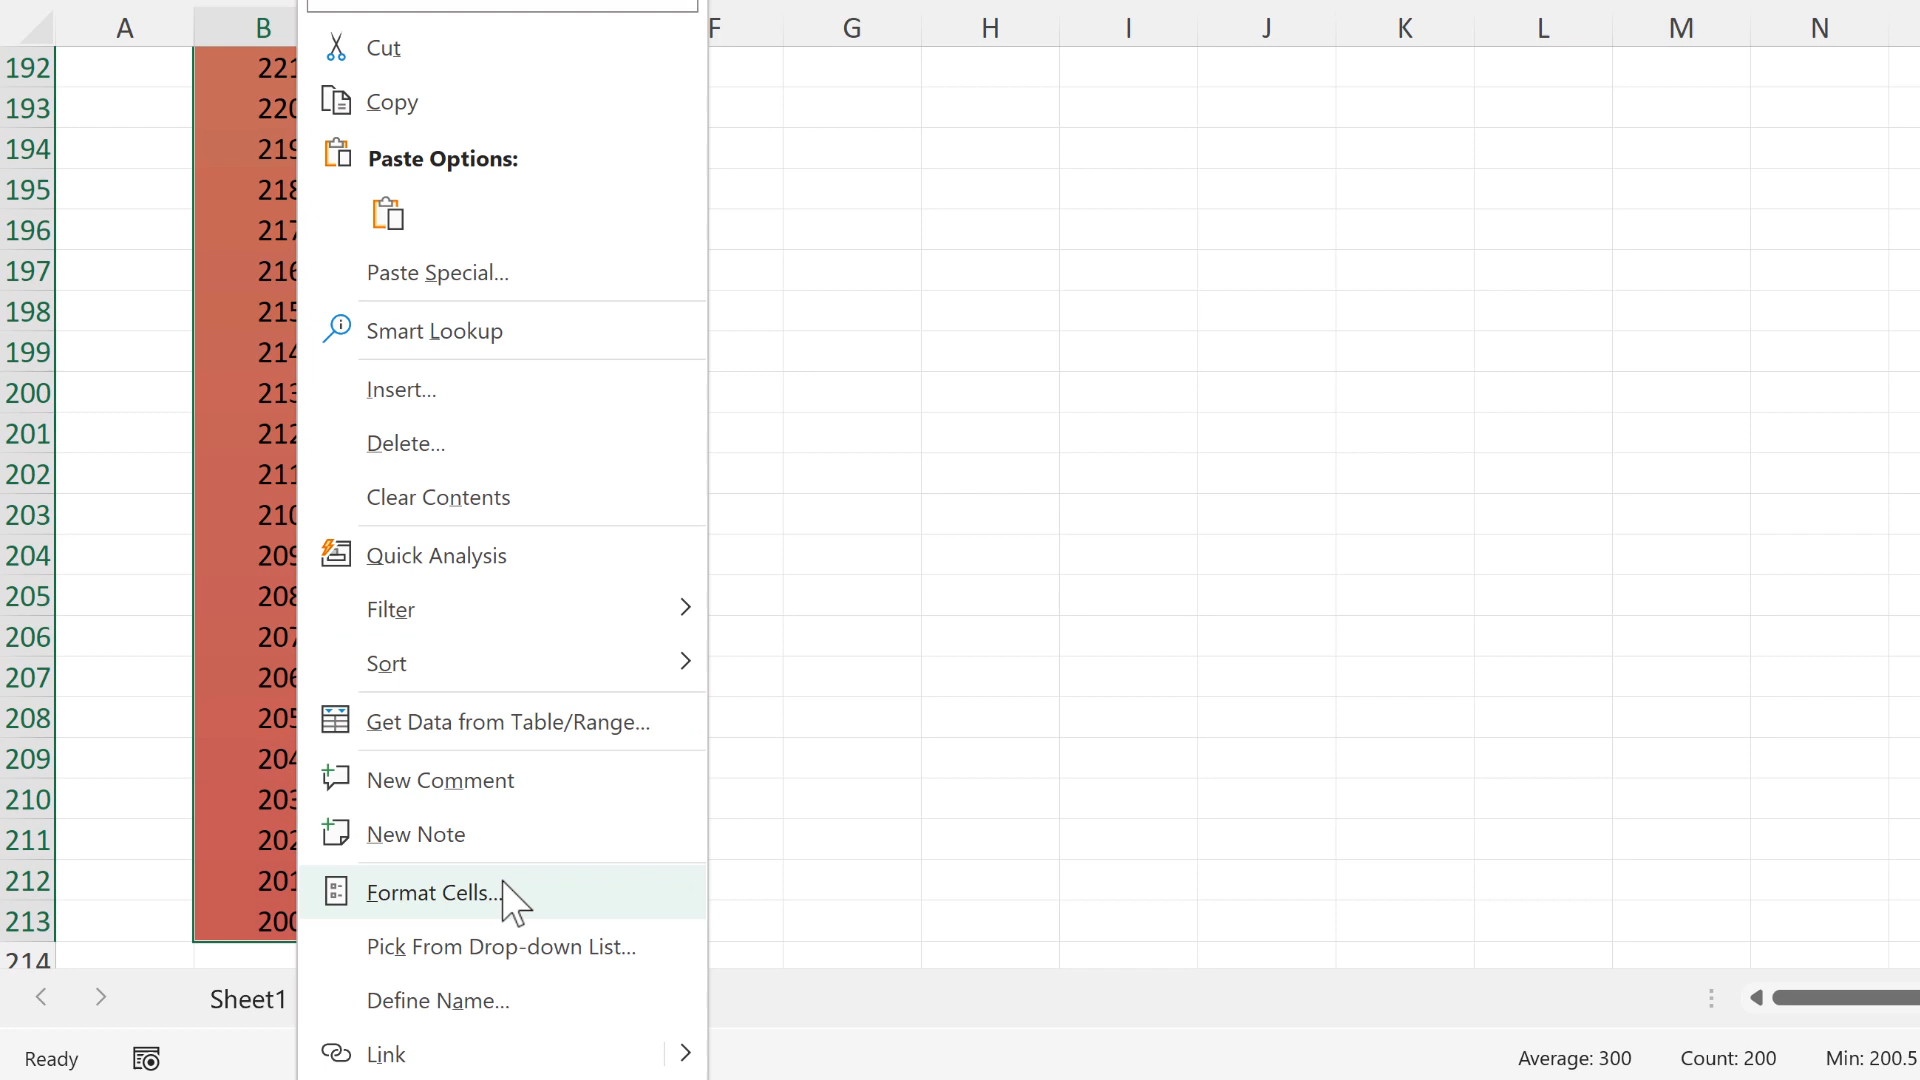 A B F G H I J K L M N
192 221
193 220
194 219
195 218
196 217
197 216
198 215
199 214
200 213
201 212
202 211
203 210
204 209
205 208
206 207
207 206
208 205
209 204
210 203
211 202
212 201
213 200
214
Cut
Copy
Paste Options:
Paste Special...
Smart Lookup
Insert...
Delete...
Clear Contents
Quick Analysis
Filter
Sort
Get Data from Table/Range...
New Comment
New Note
Format Cells...
Pick From Drop-down List...
Define Name...
Link
Sheet1
Ready Average: 300 Count: 200 Min: 200.5